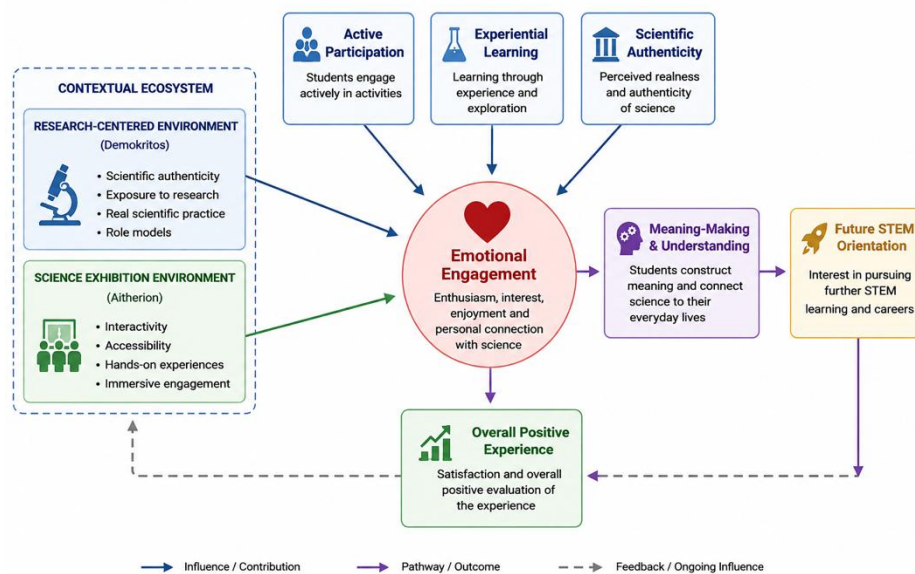 Active
Participation
Students engage
actively in activities
Experiential
Learning
Learning through
experience and
exploration
Scientific
Authenticity
Perceived realness
and authenticity
of science
CONTEXTUAL ECOSYSTEM
RESEARCH-CENTERED ENVIRONMENT
(Demokritos)
• Scientific authenticity
• Exposure to research
• Real scientific practice
• Role models
SCIENCE EXHIBITION ENVIRONMENT
(Aitherion)
• Interactivity
• Accessibility
• Hands-on experiences
• Immersive engagement
Emotional
Engagement
Enthusiasm, interest,
enjoyment and
personal connection
with science
Meaning-Making
& Understanding
Students construct
meaning and connect
science to their
everyday lives
Future STEM
Orientation
Interest in pursuing
further STEM
learning and careers
Overall Positive
Experience
Satisfaction and overall
positive evaluation of
the experience
Influence / Contribution
Pathway / Outcome
Feedback / Ongoing Influence